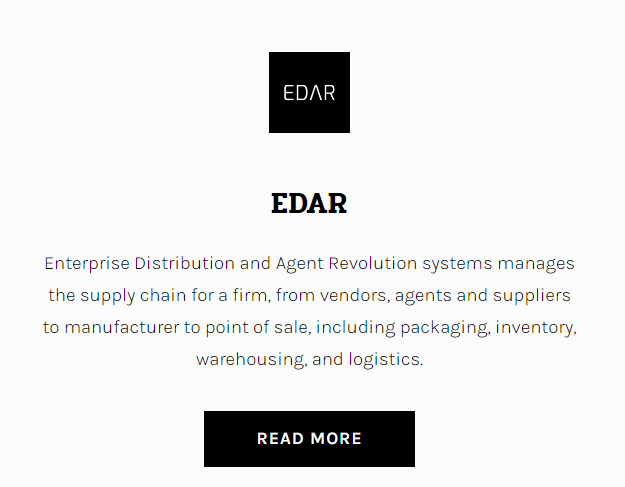 EDAR
EDAR
Enterprise Distribution and Agent Revolution systems manages
the supply chain for a firm, from vendors, agents and suppliers
to manufacturer to point of sale, including packaging, inventory,
warehousing, and logistics.
READ MORE